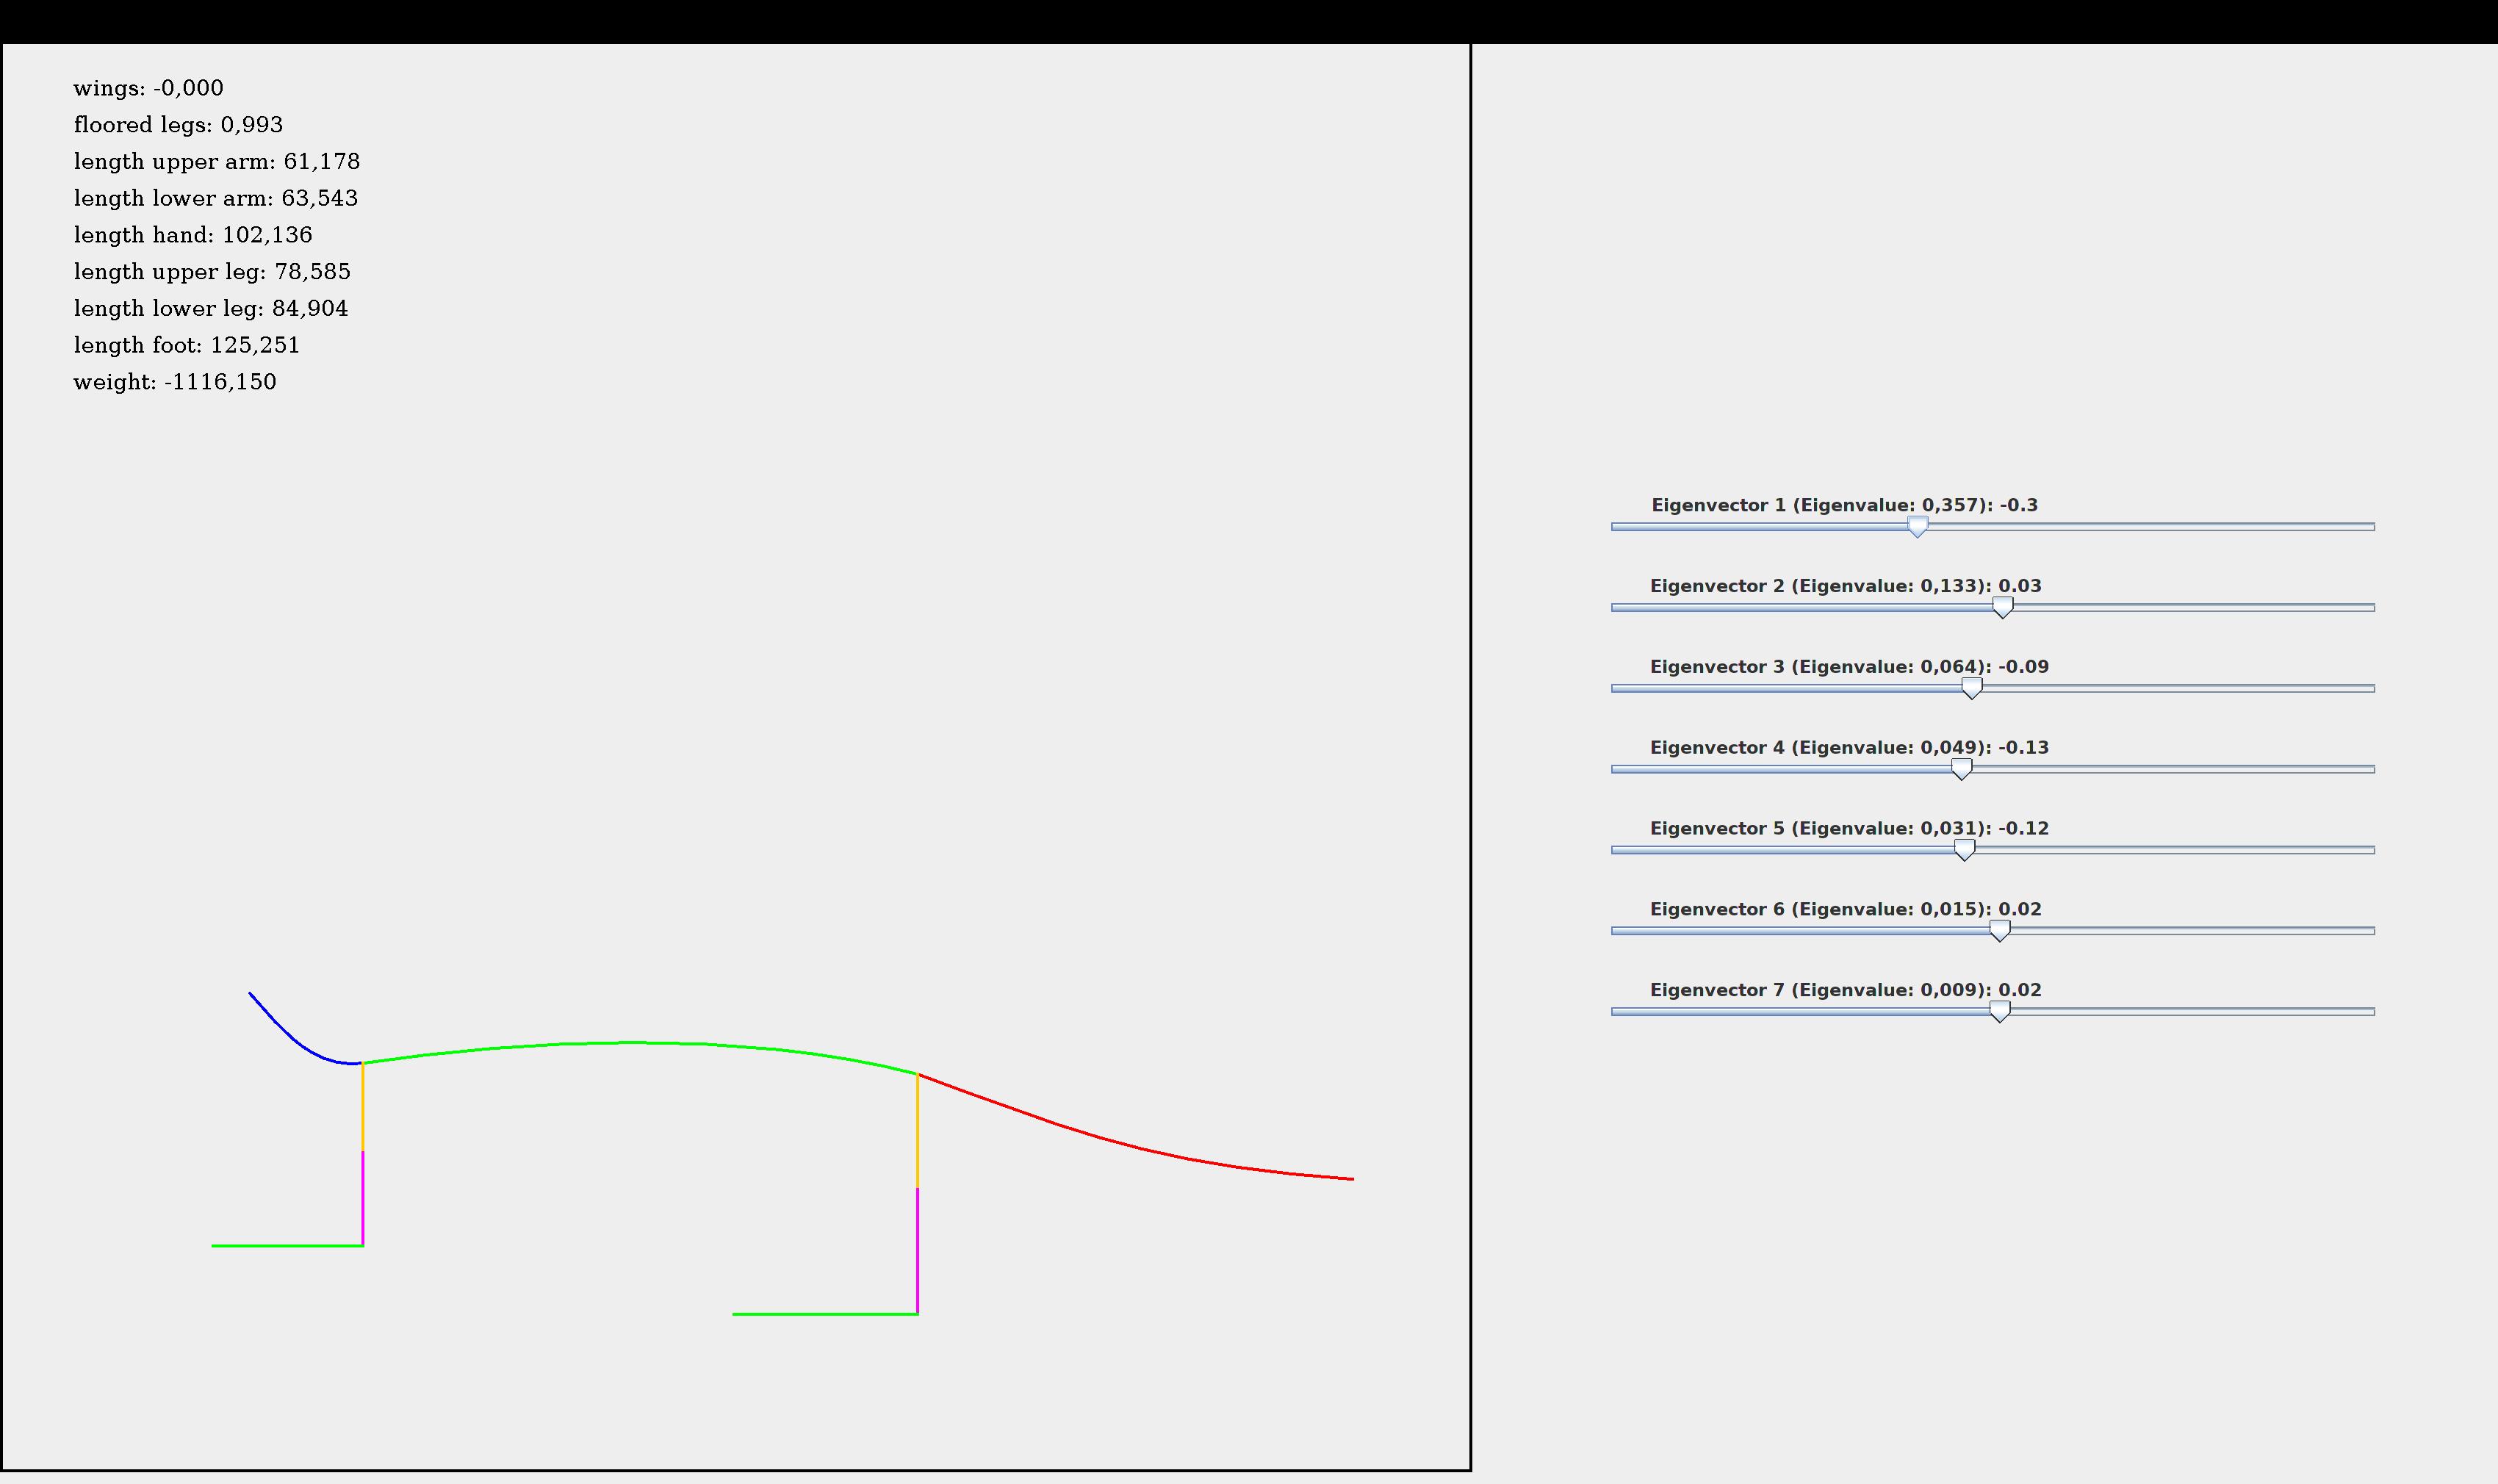 wings: -0,000
floored legs: 0,993
length upper arm: 61,178
length lower arm: 63,543
length hand: 102,136
length upper leg: 78,585
length lower leg: 84,904
length foot: 125,251
weight: -1116,150
Eigenvector 1 (Eigenvalue: 0,357): -0.3
Eigenvector 2 (Eigenvalue: 0,133): 0.03
Eigenvector 3 (Eigenvalue: 0,064): -0.09
Eigenvector 4 (Eigenvalue: 0,049): -0.13
Eigenvector 5 (Eigenvalue: 0,031): -0.12
Eigenvector 6 (Eigenvalue: 0,015): 0.02
Eigenvector 7 (Eigenvalue: 0,009): 0.02